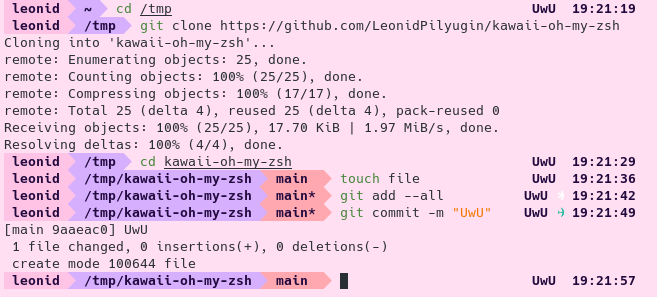 leonid ~ cd /tmp UwU 19:21:19
leonid /tmp git clone https://github.com/LeonidPilyugin/kawaii-oh-my-zsh
Cloning into 'kawaii-oh-my-zsh'...
remote: Enumerating objects: 25, done.
remote: Counting objects: 100% (25/25), done.
remote: Compressing objects: 100% (17/17), done.
remote: Total 25 (delta 4), reused 25 (delta 4), pack-reused 0
Receiving objects: 100% (25/25), 17.70 KiB | 1.97 MiB/s, done.
Resolving deltas: 100% (4/4), done.
leonid /tmp cd kawaii-oh-my-zsh UwU 19:21:29
leonid /tmp/kawaii-oh-my-zsh main touch file UwU 19:21:36
leonid /tmp/kawaii-oh-my-zsh main* git add --all UwU 19:21:42
leonid /tmp/kawaii-oh-my-zsh main* git commit -m "UwU" UwU 19:21:49
[main 9aaeac0] UwU
1 file changed, 0 insertions(+), 0 deletions(-)
create mode 100644 file
leonid /tmp/kawaii-oh-my-zsh main UwU 19:21:57